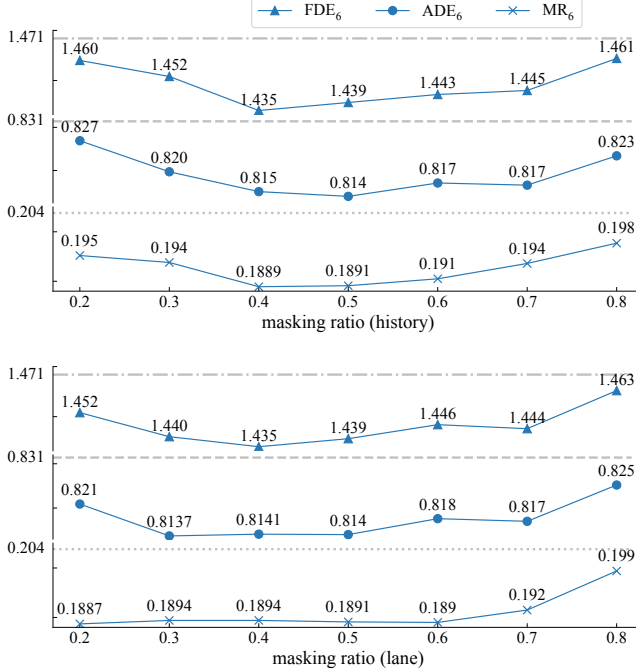 FDE6 ADE6 MR6
1.471
1.460 1.452 1.435 1.439 1.443 1.445 1.461
0.831
0.827 0.820 0.815 0.814 0.817 0.817 0.823
0.204
0.195 0.194 0.1889 0.1891 0.191 0.194 0.198
0.2 0.3 0.4 0.5 0.6 0.7 0.8
masking ratio (history)
1.471
1.452 1.440 1.435 1.439 1.446 1.444 1.463
0.831
0.821 0.8137 0.8141 0.814 0.818 0.817 0.825
0.204
0.1887 0.1894 0.1894 0.1891 0.189 0.192 0.199
0.2 0.3 0.4 0.5 0.6 0.7 0.8
masking ratio (lane)